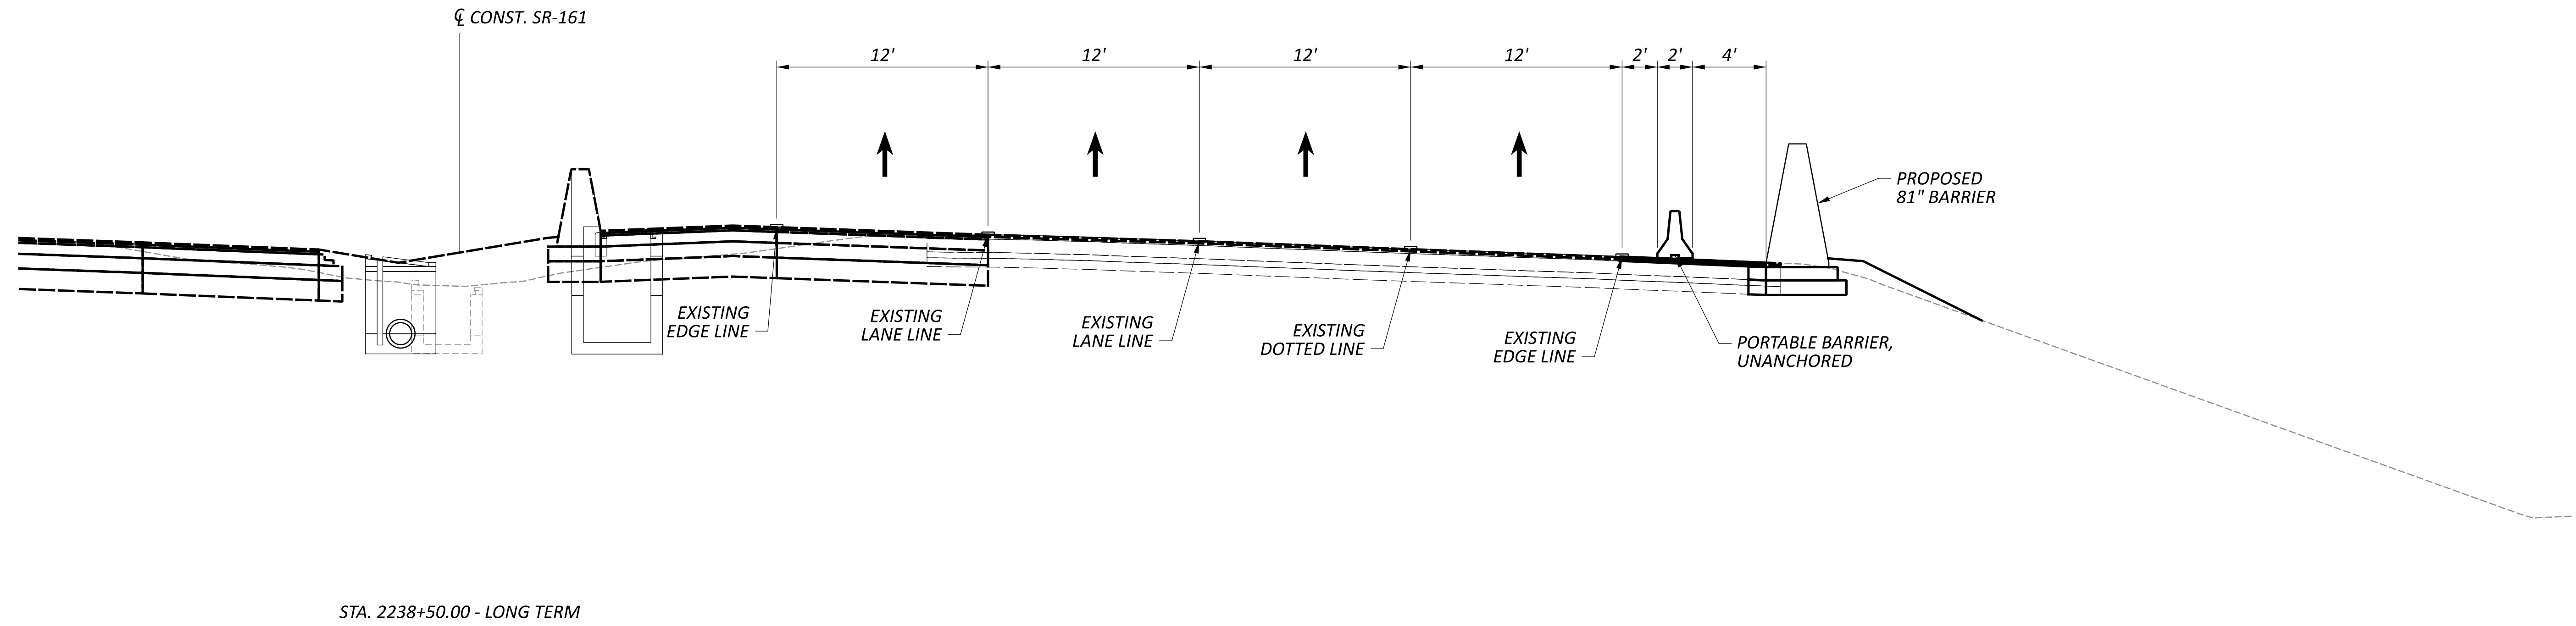 ℄ CONST. SR-161
12' 12' 12' 12' 2' 2' 4'
PROPOSED
81" BARRIER
EXISTING
EDGE LINE
EXISTING
LANE LINE
EXISTING
LANE LINE
EXISTING
DOTTED LINE
EXISTING
EDGE LINE
PORTABLE BARRIER,
UNANCHORED
STA. 2238+50.00 - LONG TERM